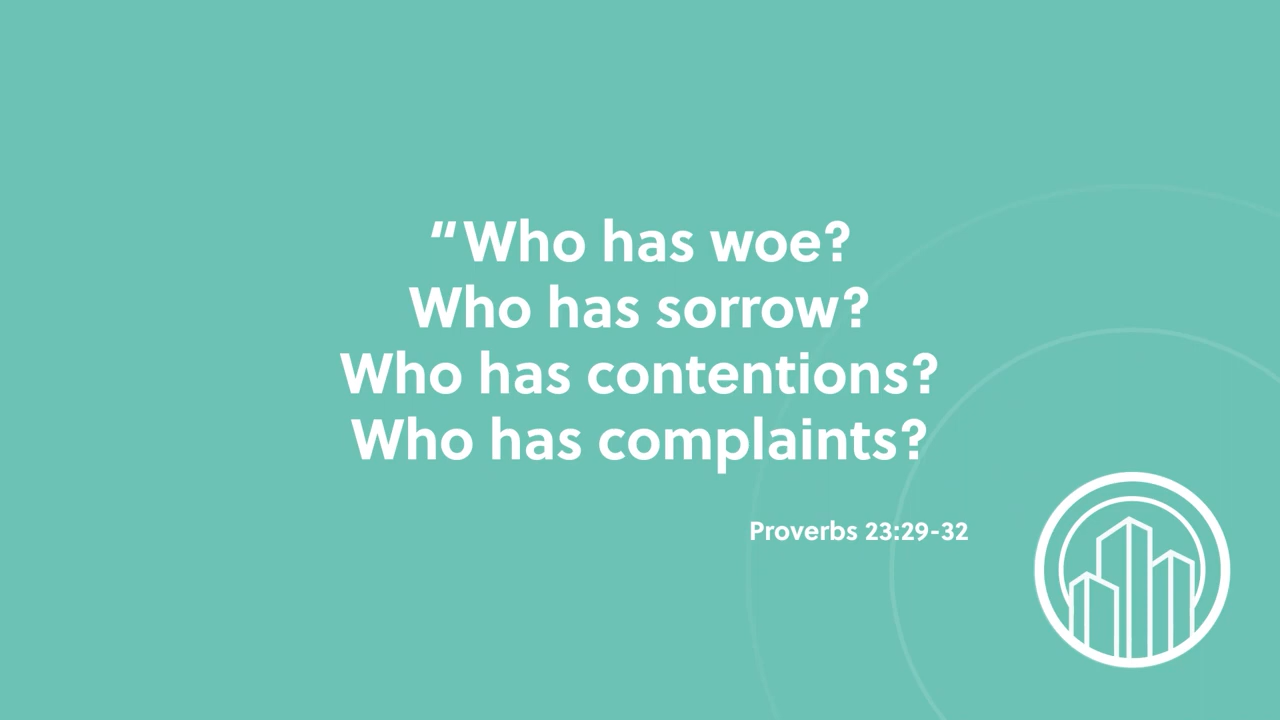 “Who has woe?
Who has sorrow?
Who has contentions?
Who has complaints?
Proverbs 23:29-32